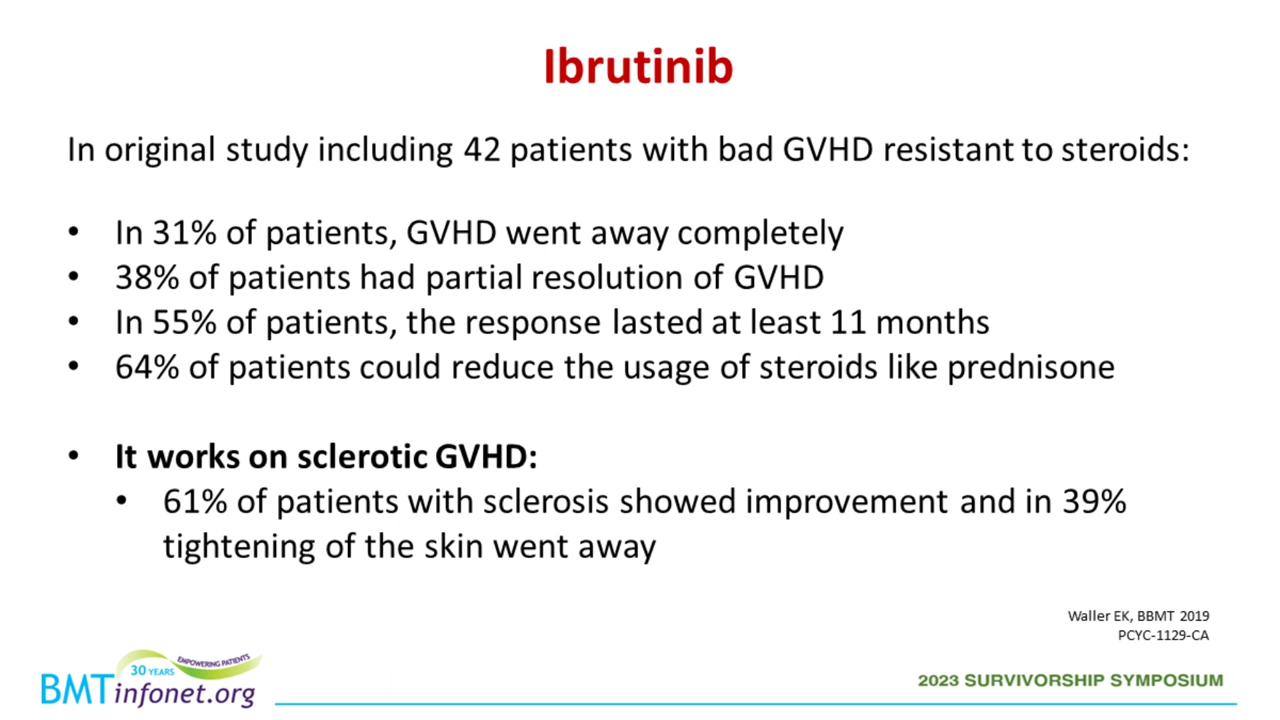 Ibrutinib
In original study including 42 patients with bad GVHD resistant to steroids:
• In 31% of patients, GVHD went away completely
• 38% of patients had partial resolution of GVHD
• In 55% of patients, the response lasted at least 11 months
• 64% of patients could reduce the usage of steroids like prednisone
• It works on sclerotic GVHD:
• 61% of patients with sclerosis showed improvement and in 39%
tightening of the skin went away
Waller EK, BBMT 2019
PCYC-1129-CA
30 YEARS EMPOWERING PATIENTS
BMTinfonet.org
2023 SURVIVORSHIP SYMPOSIUM